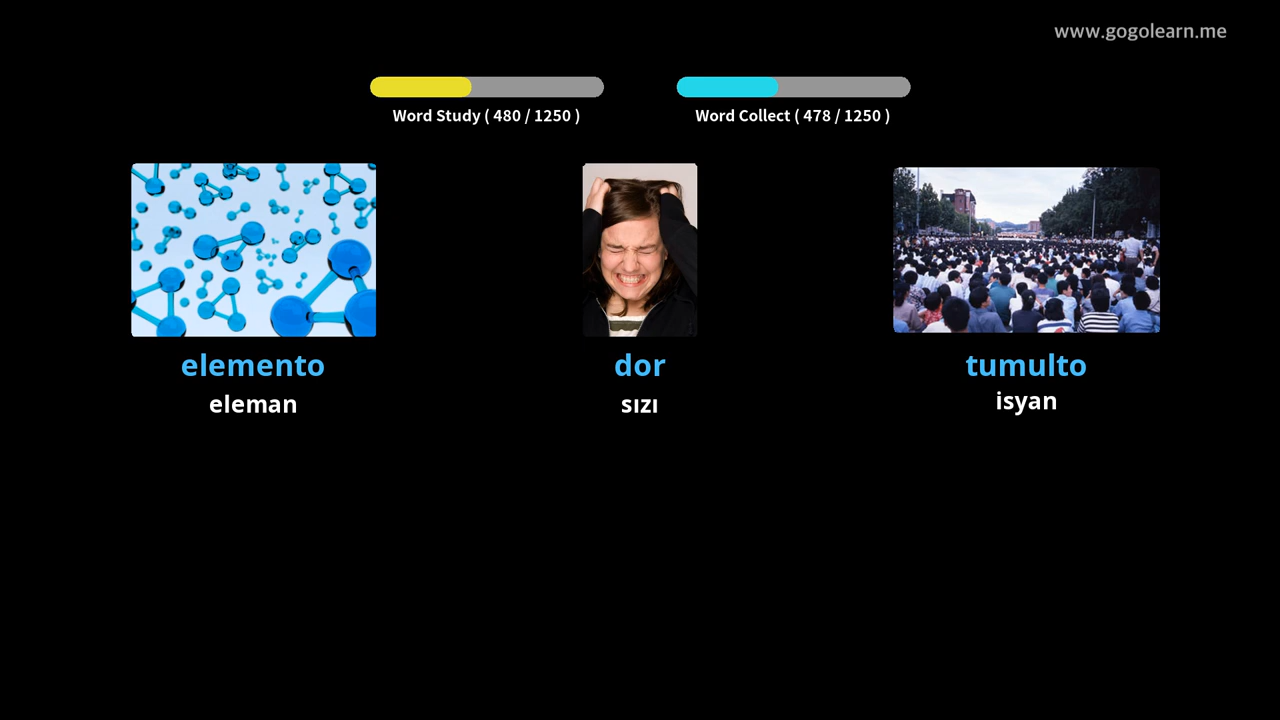 www.gogolearn.me
Word Study ( 480 / 1250 )
Word Collect ( 478 / 1250 )
elemento
eleman
dor
sızı
tumulto
isyan